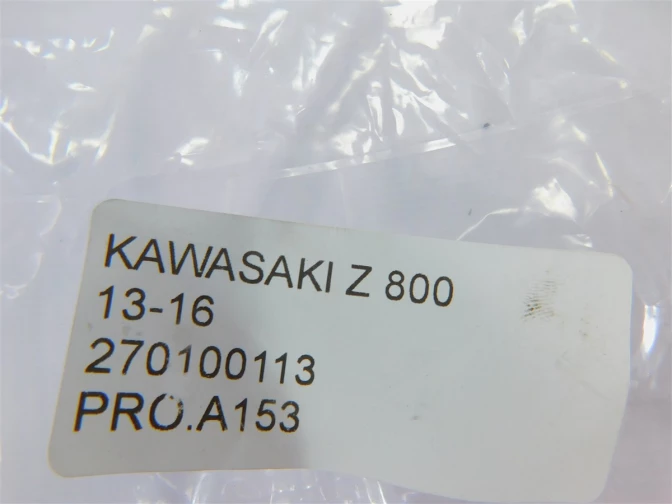 KAWASAKI Z 800
13-16
270100113
PRO.A153